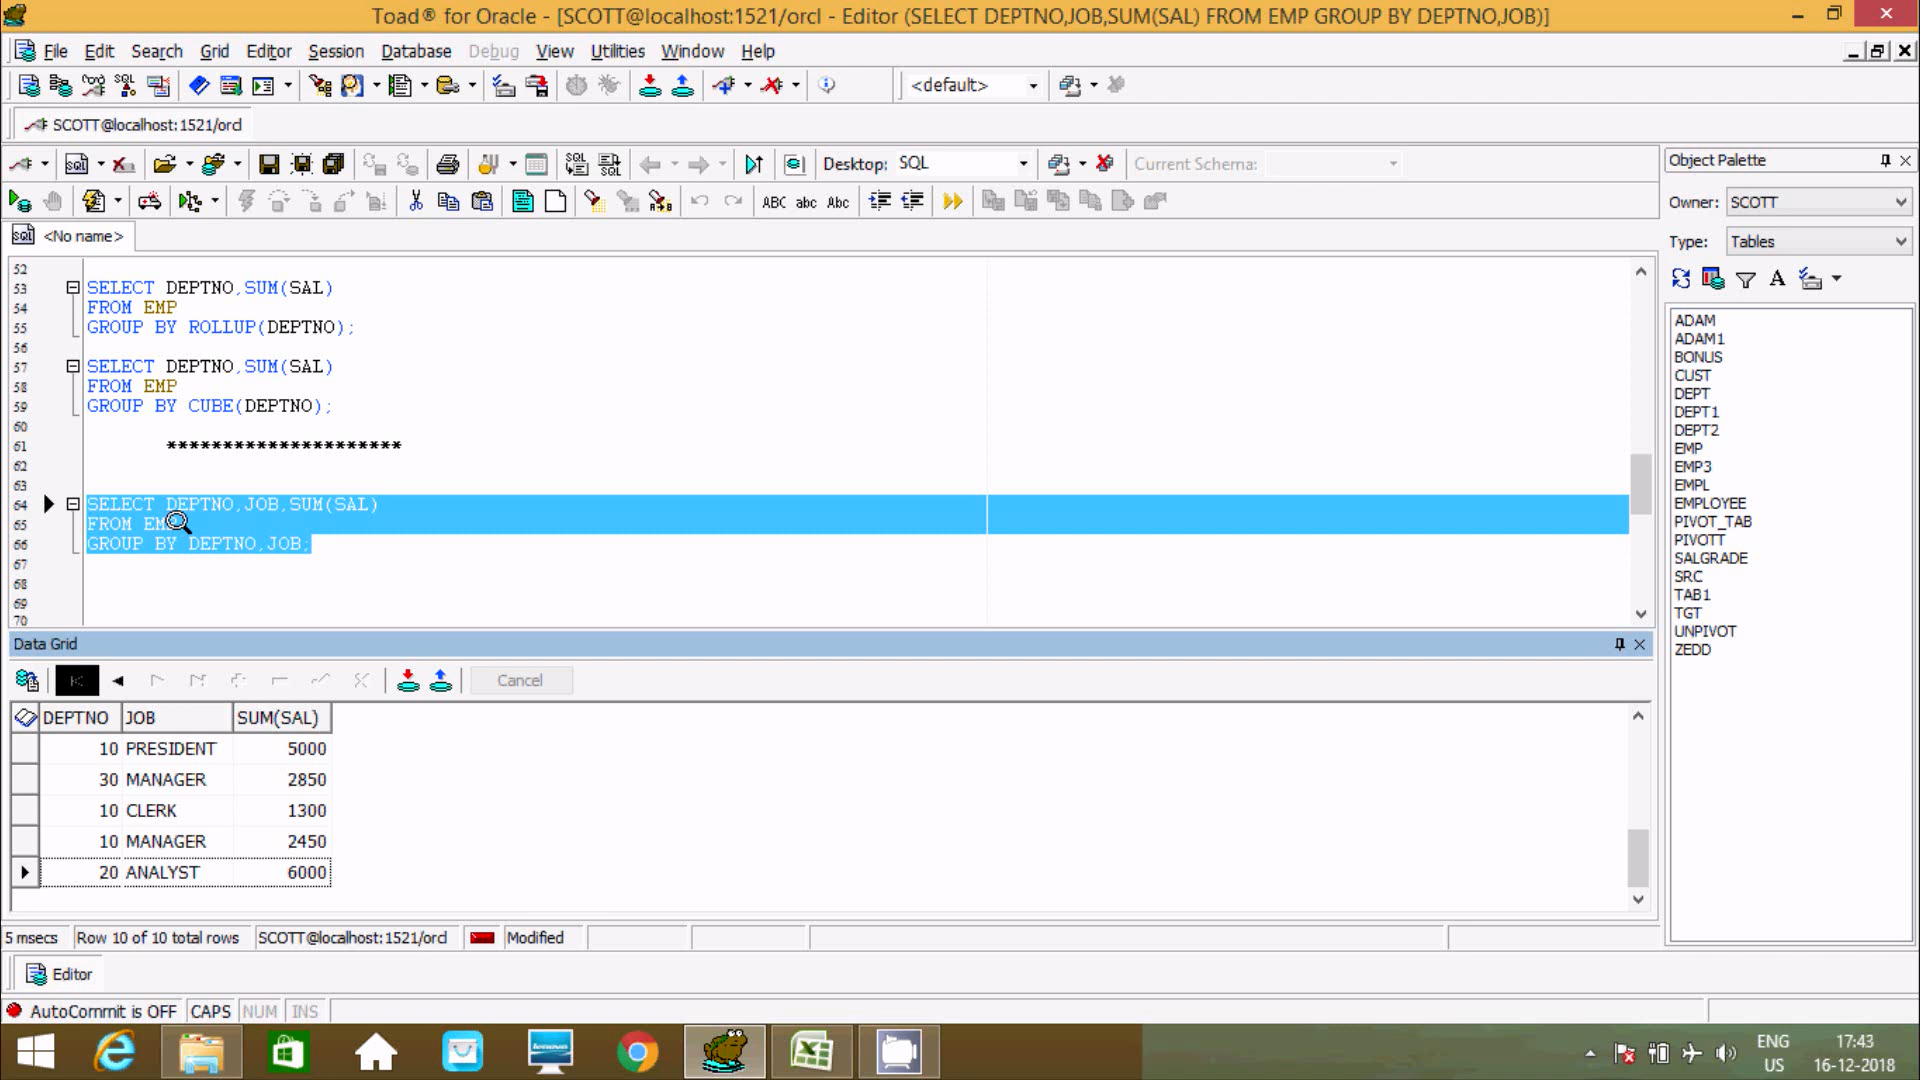 Toad® for Oracle - [SCOTT@localhost:1521/orcl - Editor (SELECT DEPTNO,JOB,SUM(SAL) FROM EMP GROUP BY DEPTNO,JOB)]
File Edit Search Grid Editor Session Database Debug View Utilities Window Help
<default>
SCOTT@localhost:1521/orcl
Desktop: SQL Current Schema:
ABC abc Abc
<No name>
52
53 SELECT DEPTNO,SUM(SAL)
54 FROM EMP
55 GROUP BY ROLLUP(DEPTNO);
56
57 SELECT DEPTNO,SUM(SAL)
58 FROM EMP
59 GROUP BY CUBE(DEPTNO);
60
61 *********************
62
63
64 SELECT DEPTNO,JOB,SUM(SAL)
65 FROM EM
66 GROUP BY DEPTNO,JOB;
67
68
69
70
Data Grid
Cancel
DEPTNO JOB SUM(SAL)
10 PRESIDENT 5000
30 MANAGER 2850
10 CLERK 1300
10 MANAGER 2450
20 ANALYST 6000
5 msecs Row 10 of 10 total rows SCOTT@localhost:1521/orcl Modified
Editor
AutoCommit is OFF CAPS NUM INS
Object Palette
Owner: SCOTT
Type: Tables
ADAM
ADAM1
BONUS
CUST
DEPT
DEPT1
DEPT2
EMP
EMP3
EMPL
EMPLOYEE
PIVOT_TAB
PIVOTT
SALGRADE
SRC
TAB1
TGT
UNPIVOT
ZEDD
ENG
US
17:43
16-12-2018